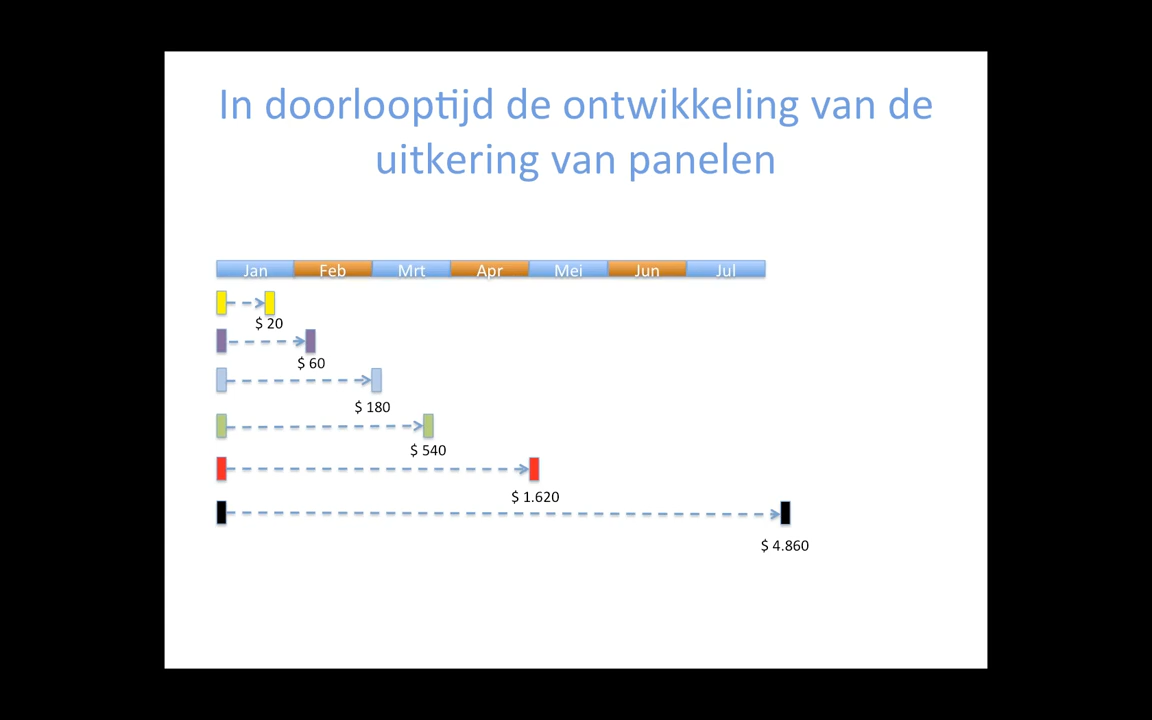 In doorlooptijd de ontwikkeling van de
uitkering van panelen
Jan Feb Mrt Apr Mei Jun Jul
$ 20
$ 60
$ 180
$ 540
$ 1.620
$ 4.860